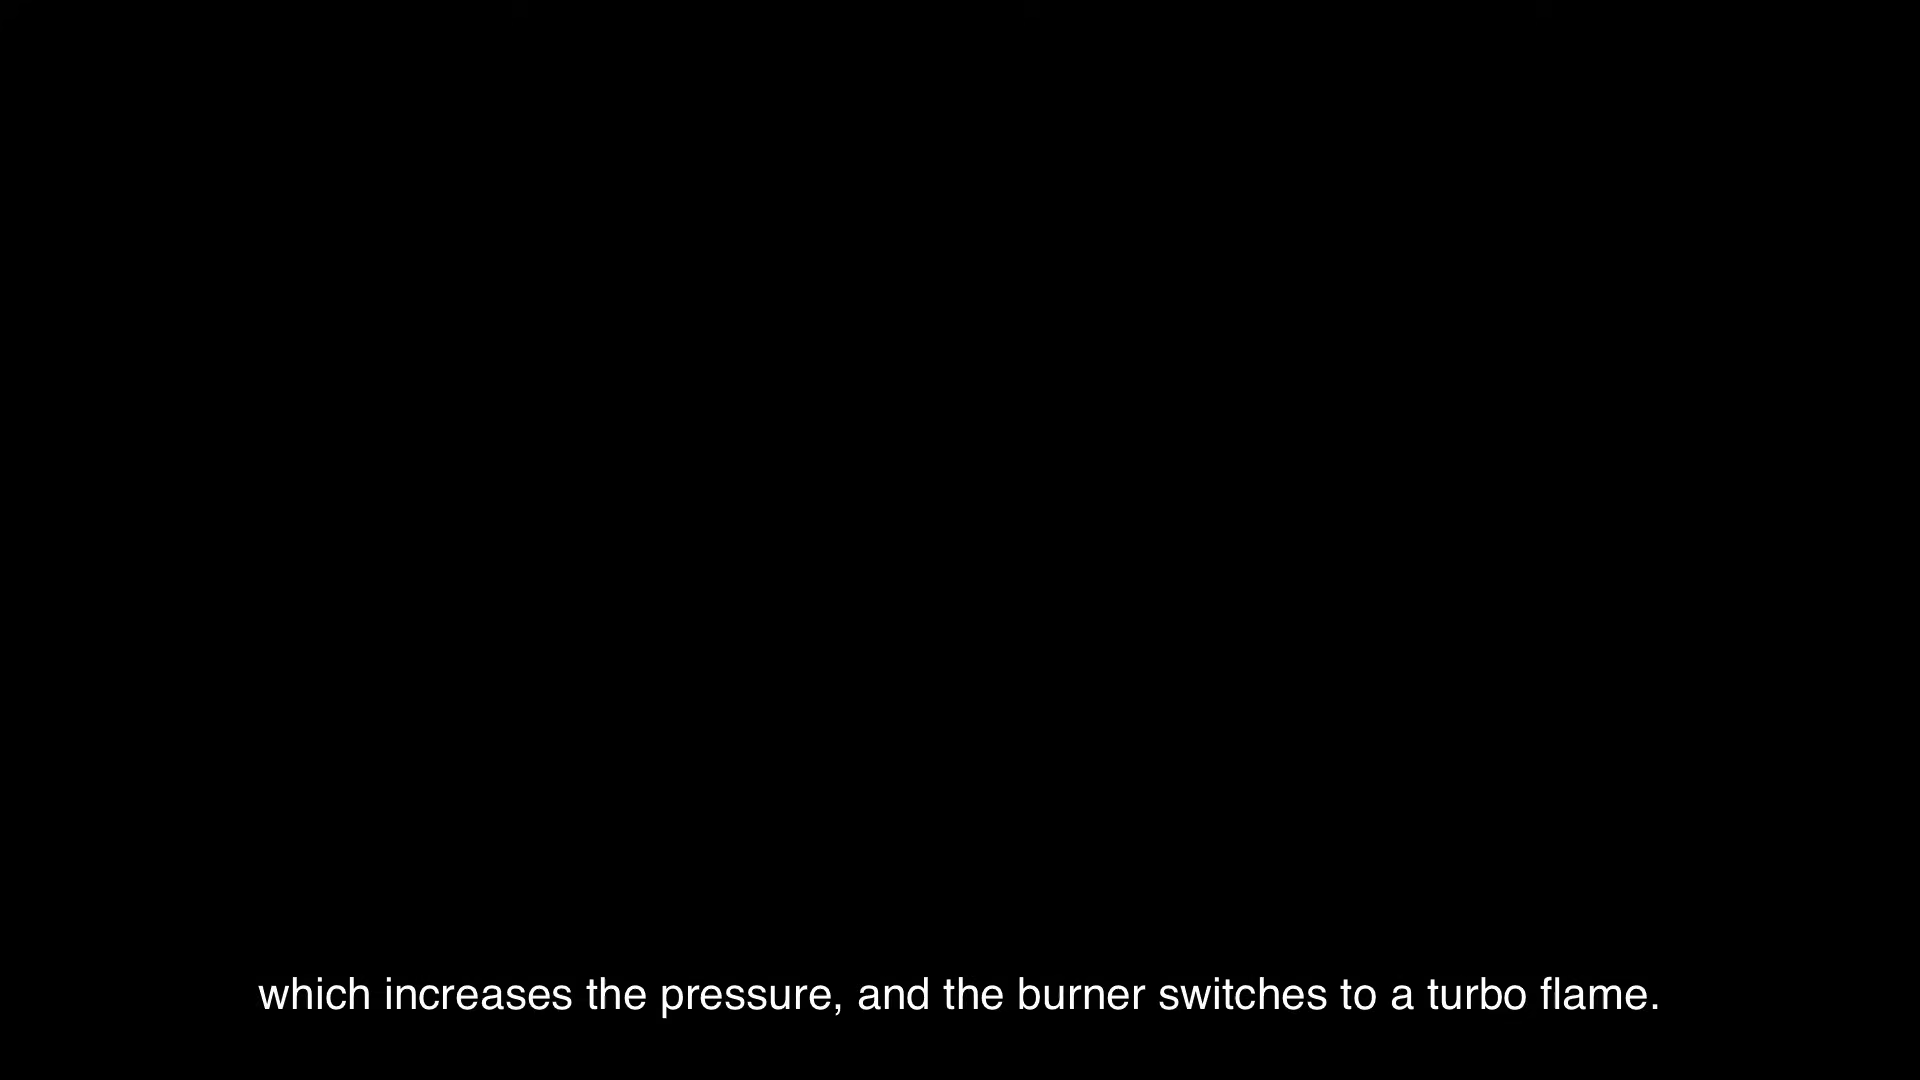 which increases the pressure, and the burner switches to a turbo flame.